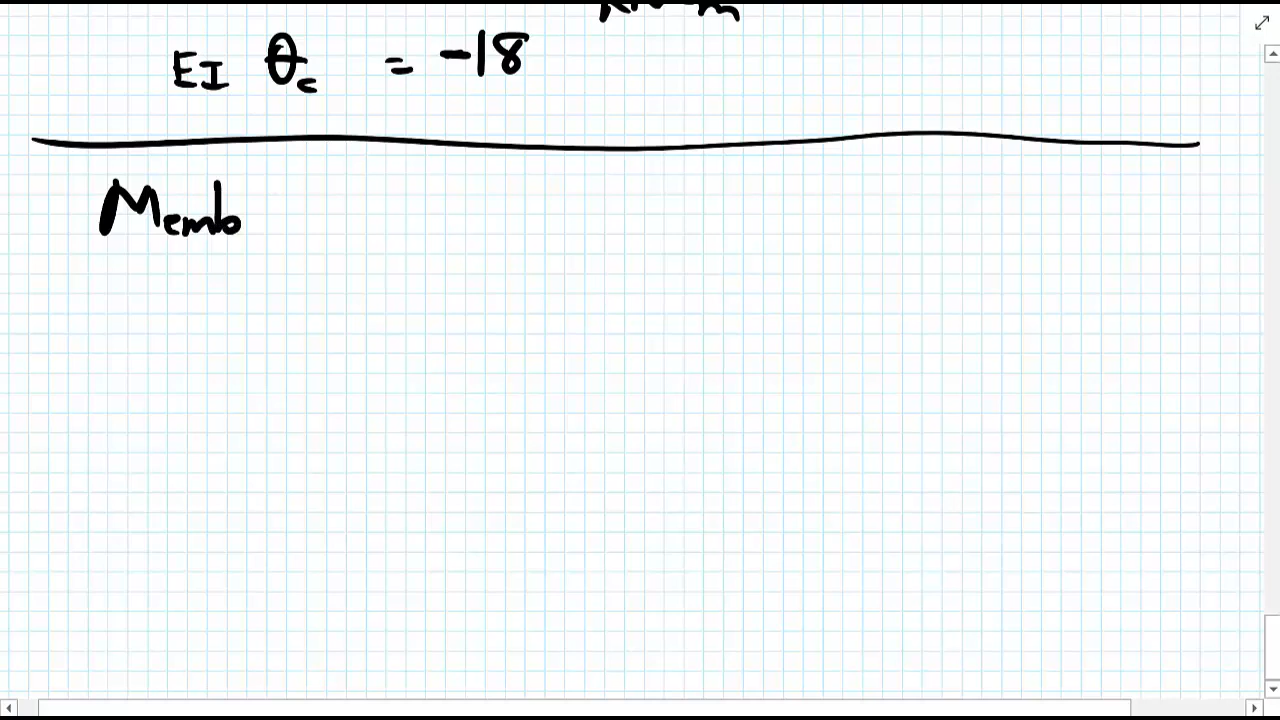 EI θc = -18
Memb